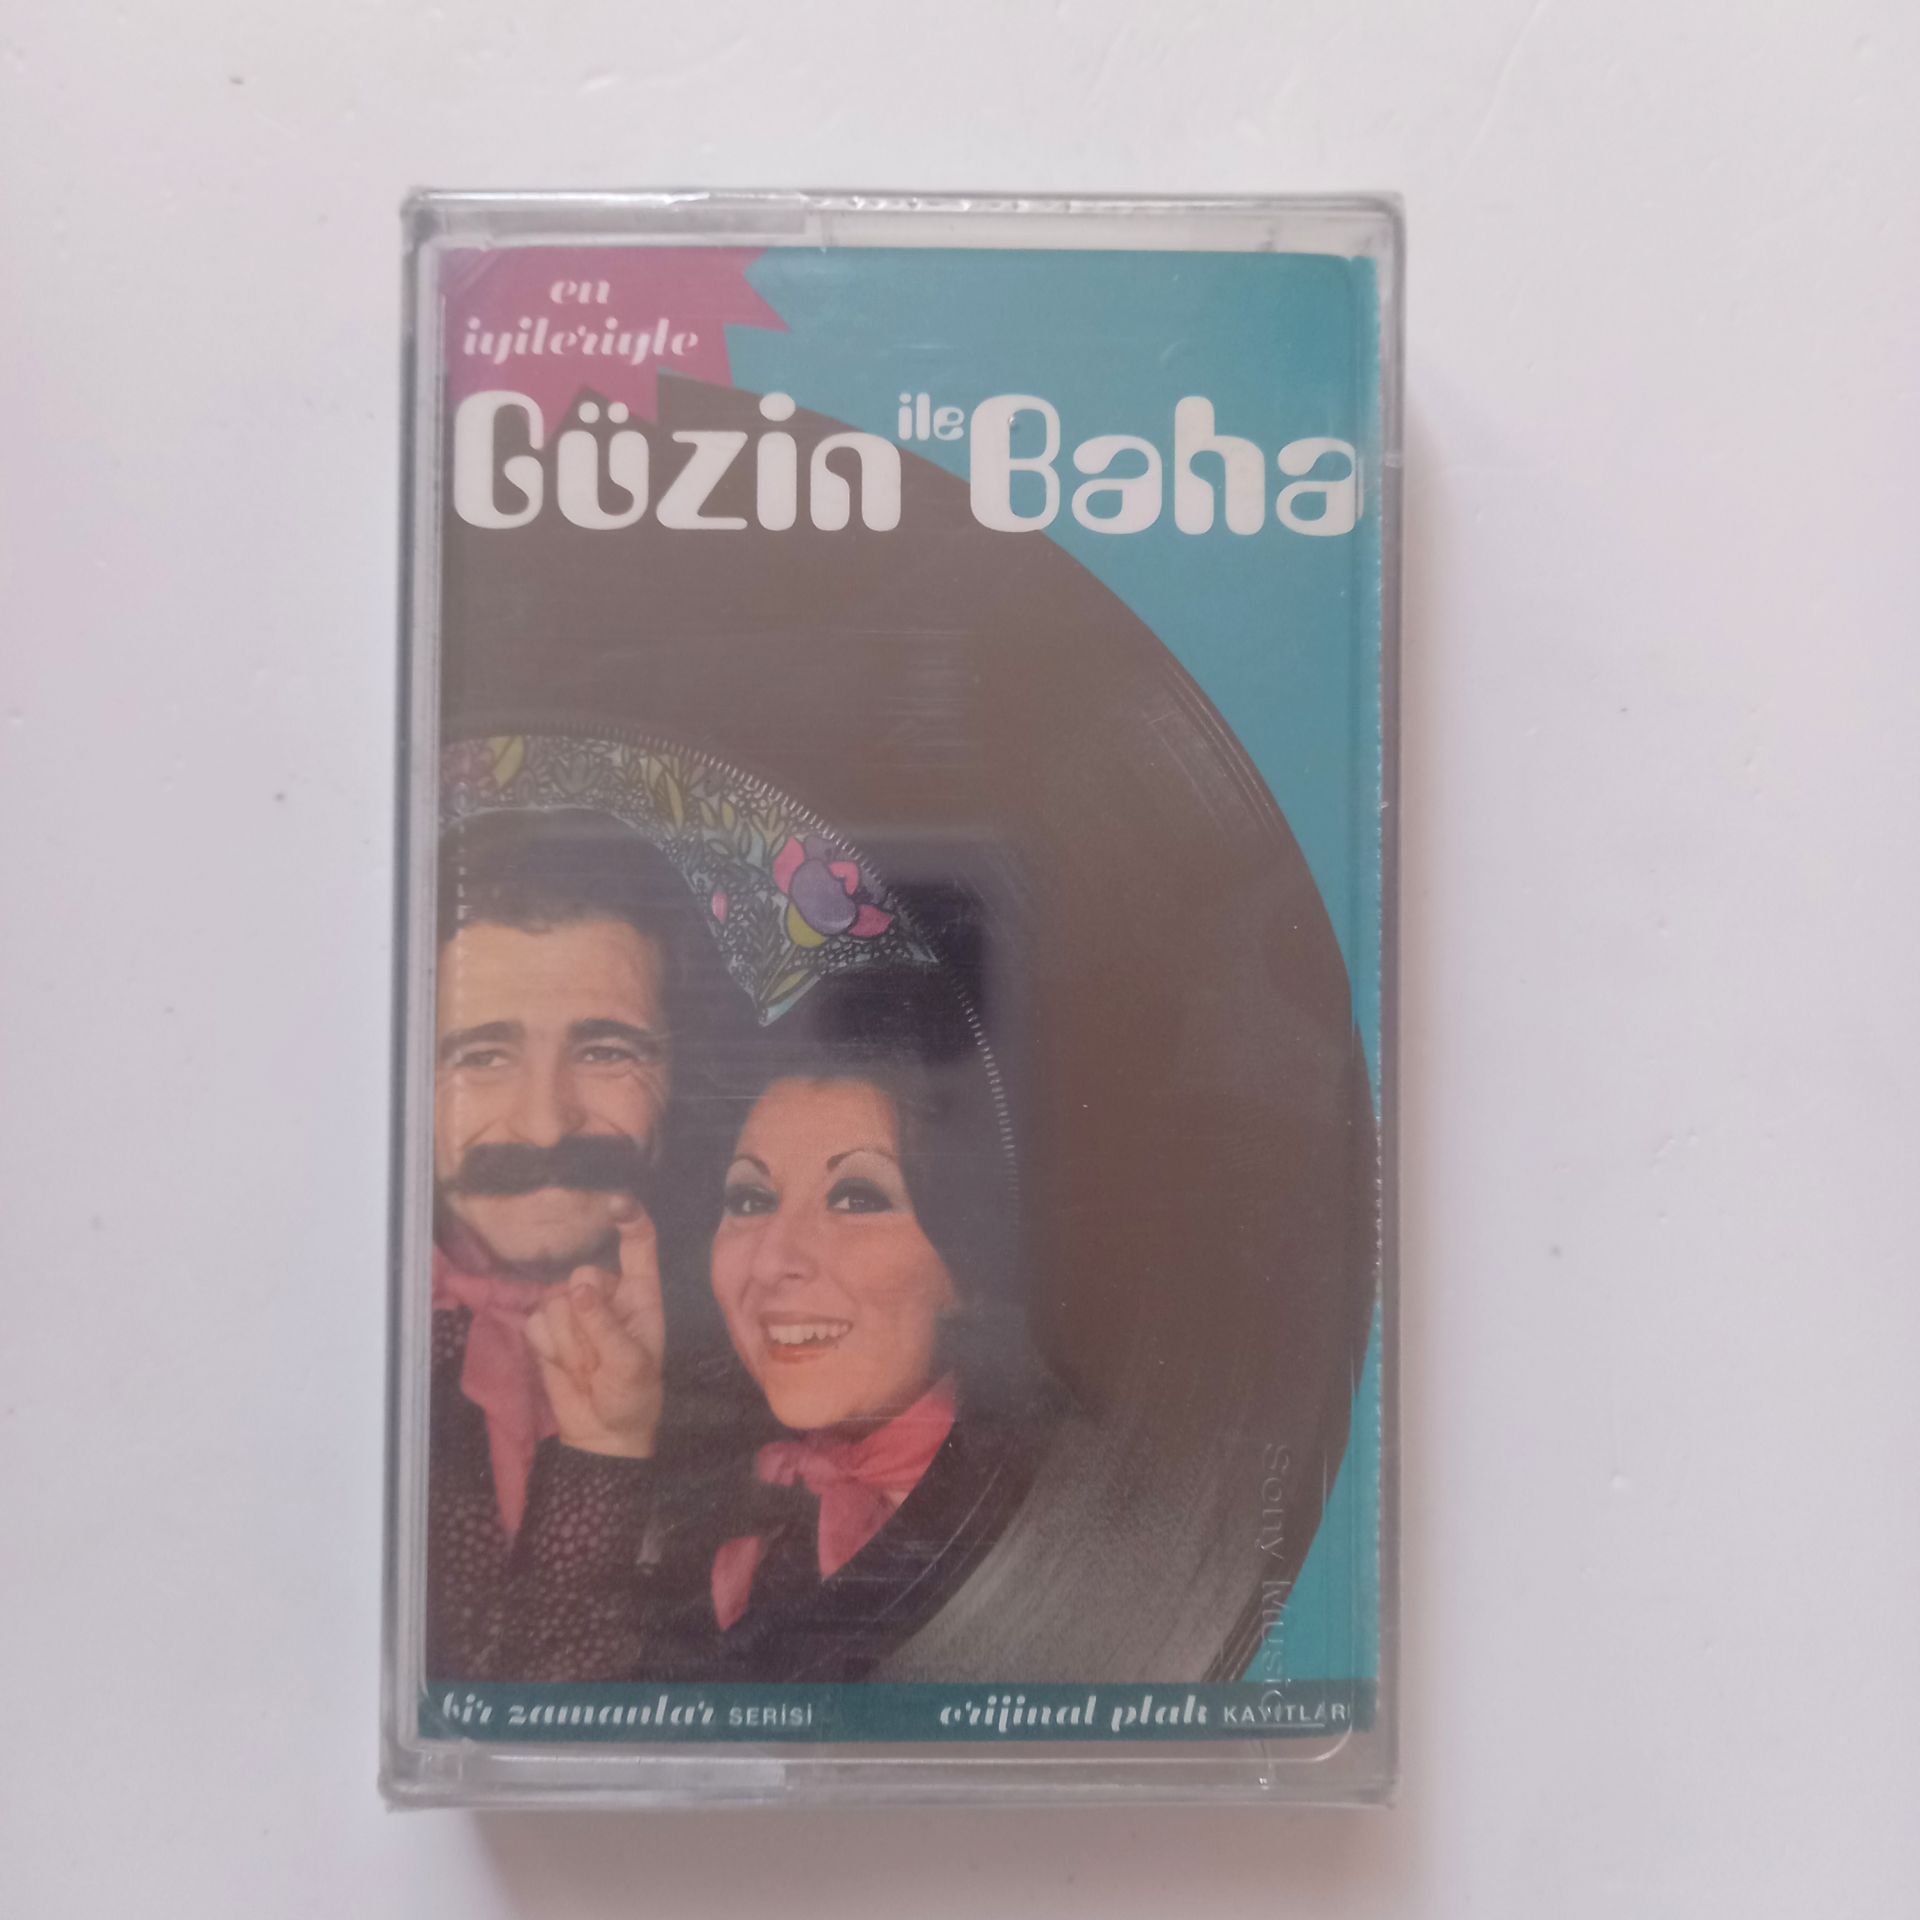 en
iyileriyle
Güzin ile Baha
Sony Music
bir zamanlar SERİSİ
orijinal plak KAYITLARI